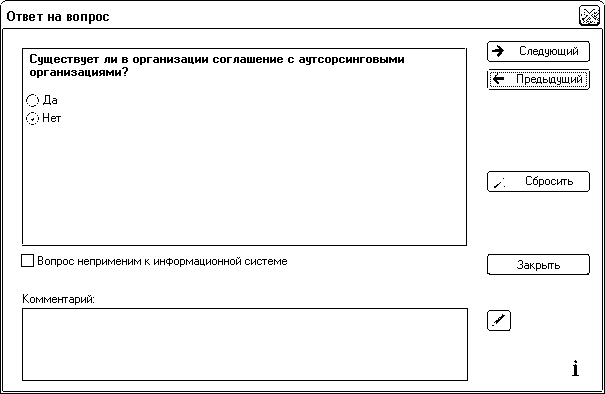 Ответ на вопрос
Существует ли в организации соглашение с аутсорсинговыми
организациями?
Да
Нет
Следующий
Предыдущий
Сбросить
Вопрос неприменим к информационной системе
Закрыть
Комментарий:
i